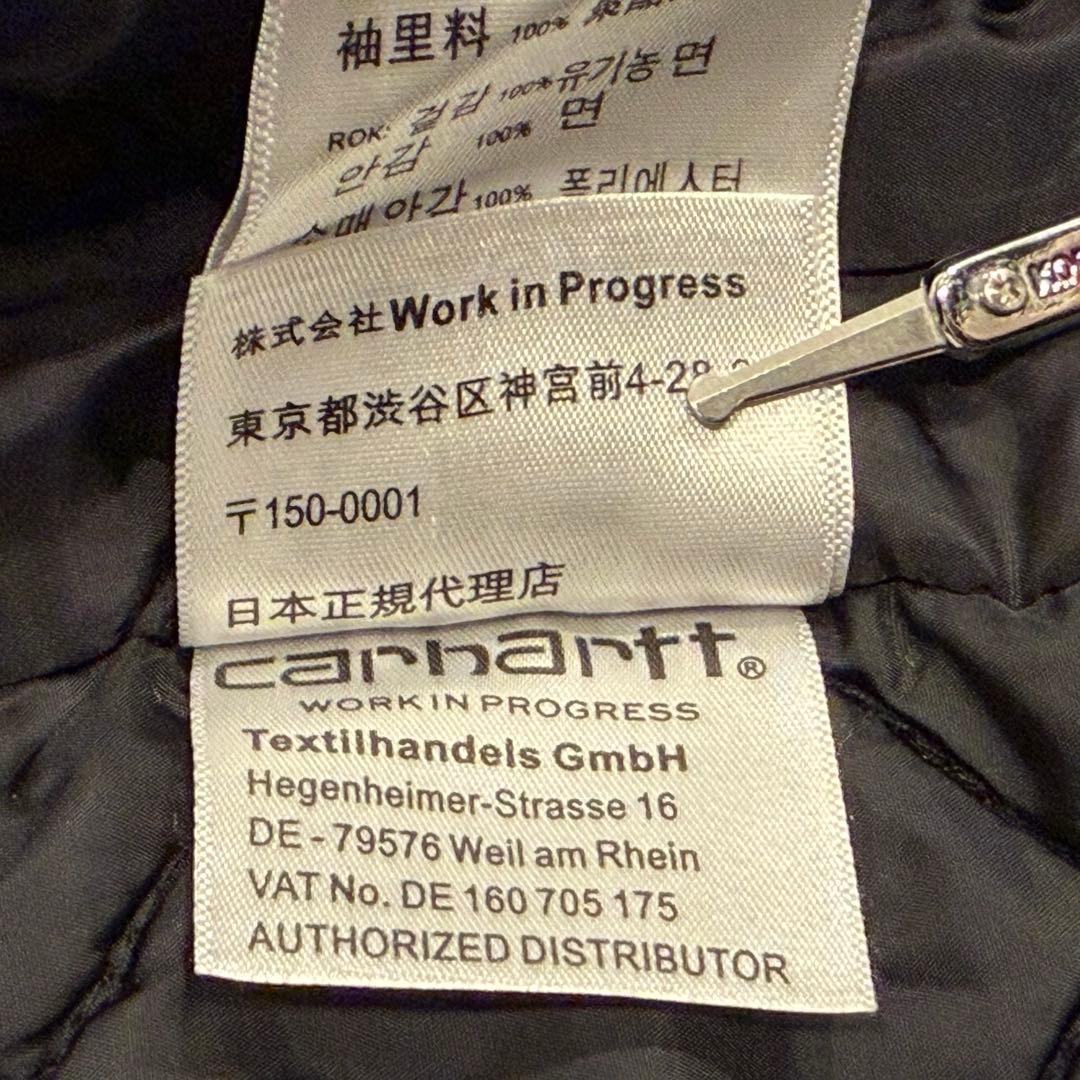 袖里料 100%
ROK: 겉감 100% 유기농 면
안감 100% 면
소매 안감 100% 폴리에스터
株式会社Work in Progress
東京都渋谷区神宮前4-28-
〒150-0001
日本正規代理店
carhartt®
WORK IN PROGRESS
Textilhandels GmbH
Hegenheimer-Strasse 16
DE - 79576 Weil am Rhein
VAT No. DE 160 705 175
AUTHORIZED DISTRIBUTOR